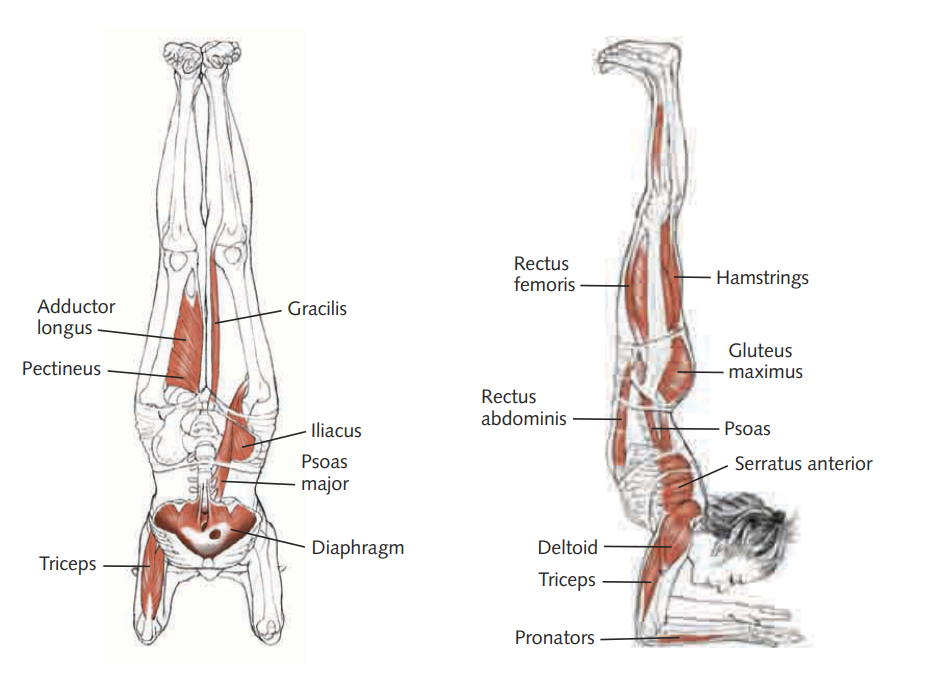 Adductor
longus
Pectineus
Gracilis
Iliacus
Psoas
major
Diaphragm
Triceps
Rectus
femoris
Hamstrings
Gluteus
maximus
Rectus
abdominis
Psoas
Serratus anterior
Deltoid
Triceps
Pronators